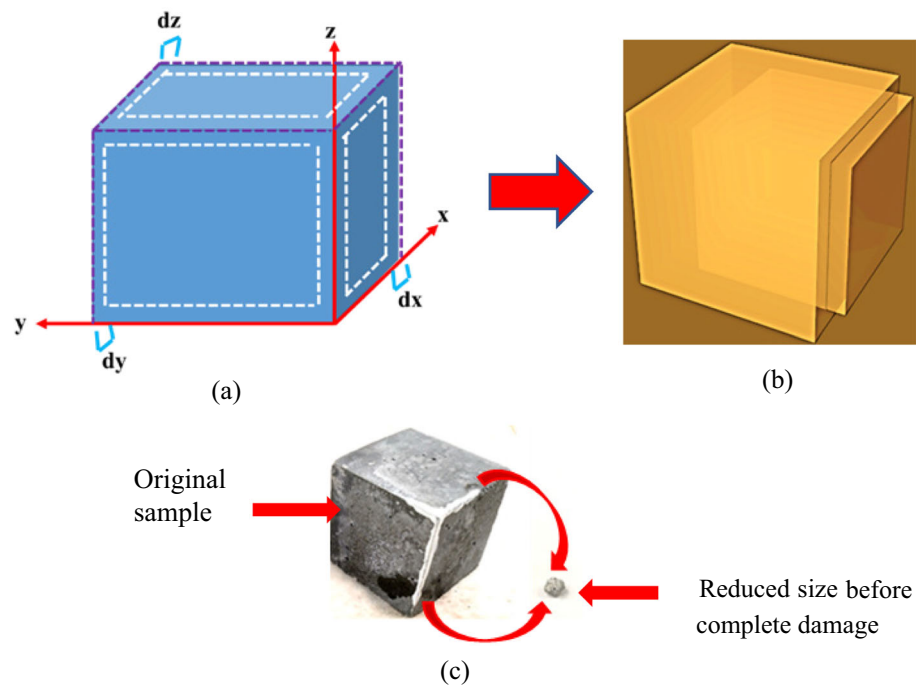 dz
z
x
dx
y
dy
(a)
(b)
Original
sample
Reduced size before
complete damage
(c)